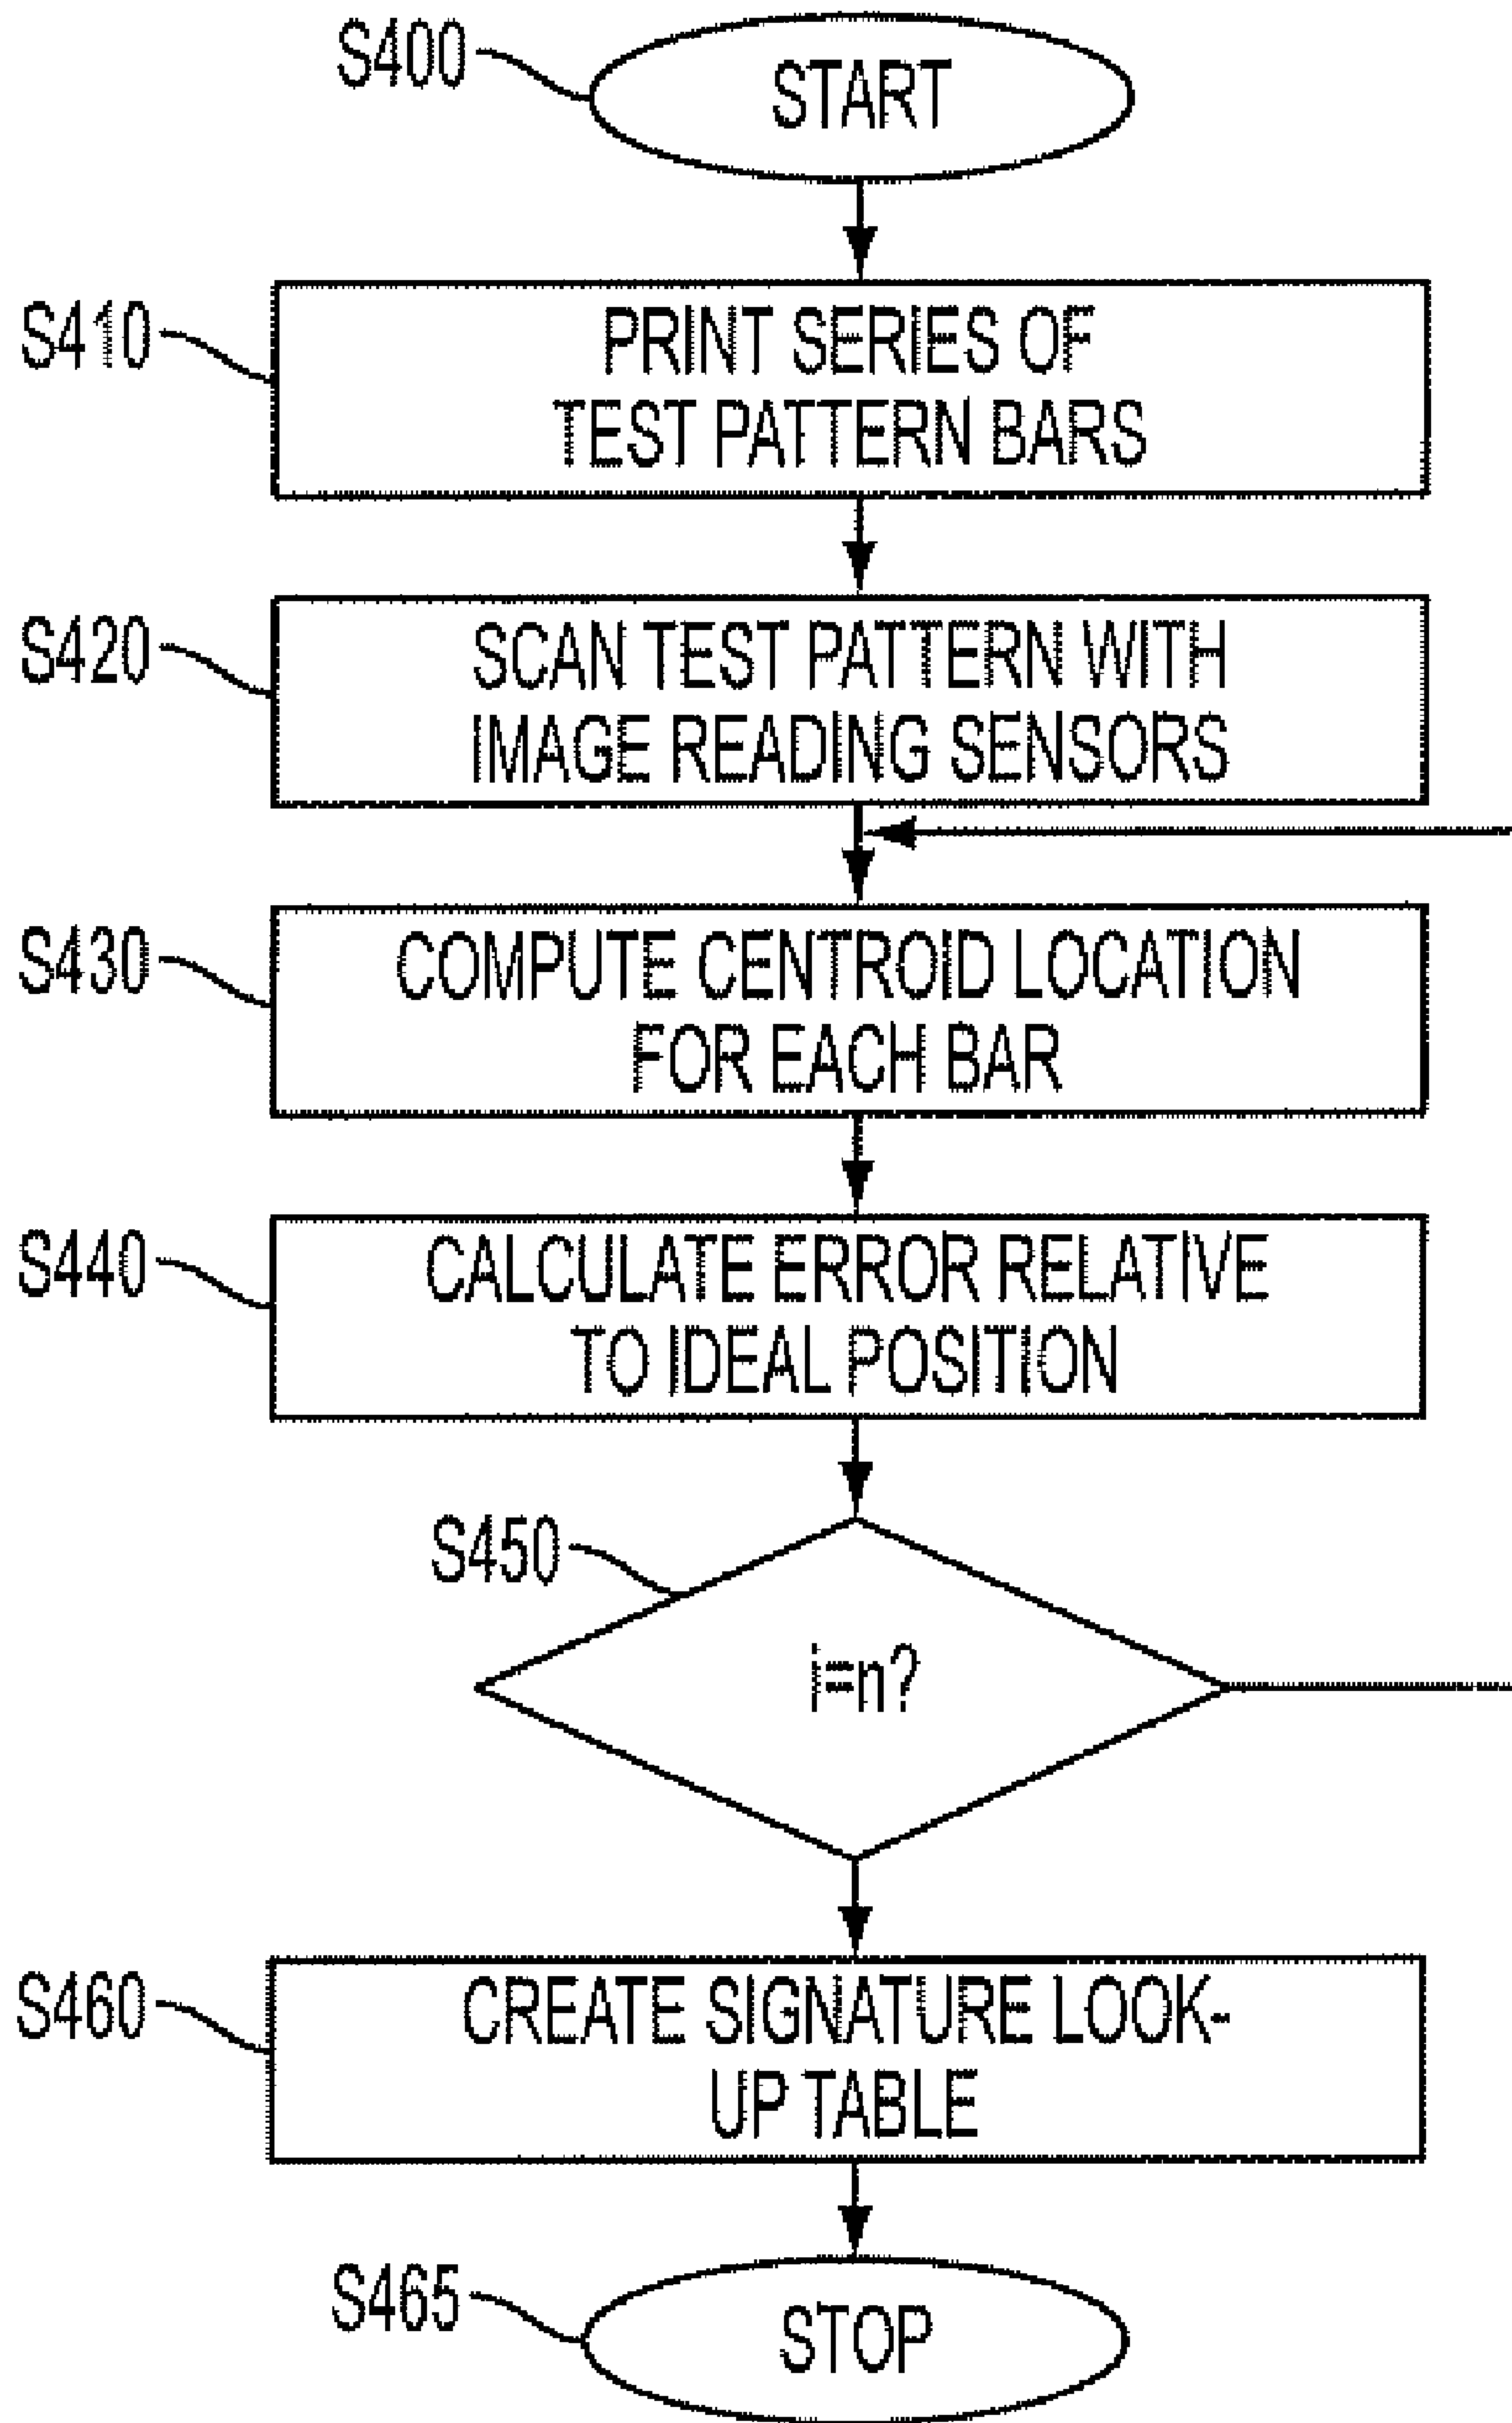 S400
START
S410
PRINT SERIES OF
TEST PATTERN BARS
S420
SCAN TEST PATTERN WITH
IMAGE READING SENSORS
S430
COMPUTE CENTROID LOCATION
FOR EACH BAR
S440
CALCULATE ERROR RELATIVE
TO IDEAL POSITION
S450
i=n?
S460
CREATE SIGNATURE LOOK-
UP TABLE
S465
STOP